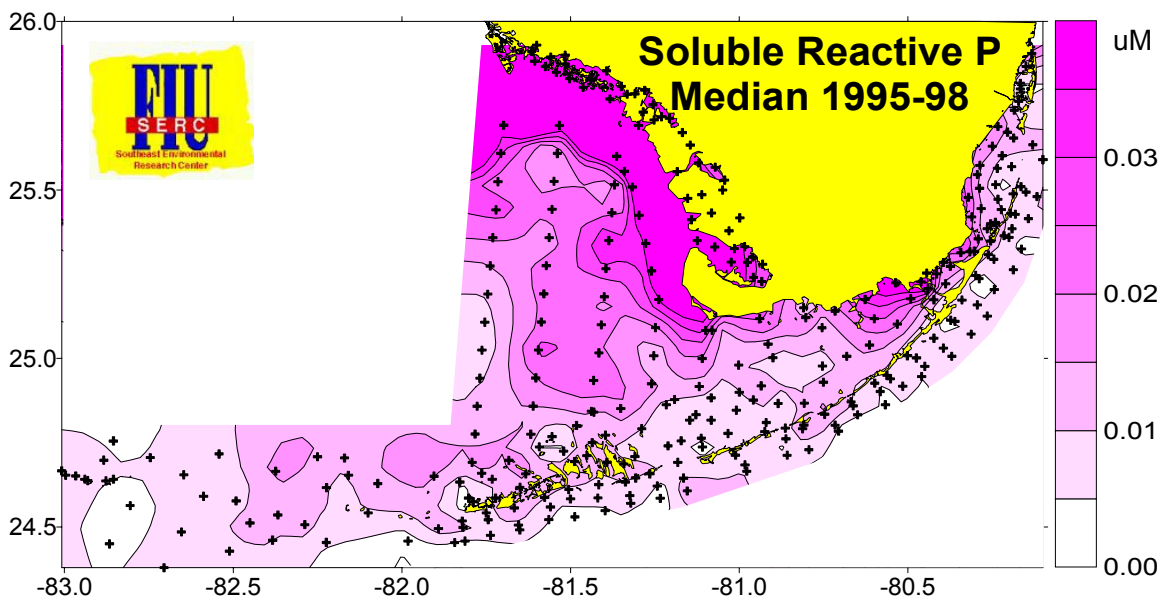 Soluble Reactive P
Median 1995-98
FIU
SERC
Southeast Environmental
Research Center
uM
0.03
0.02
0.01
0.00
26.0
25.5
25.0
24.5
-83.0
-82.5
-82.0
-81.5
-81.0
-80.5